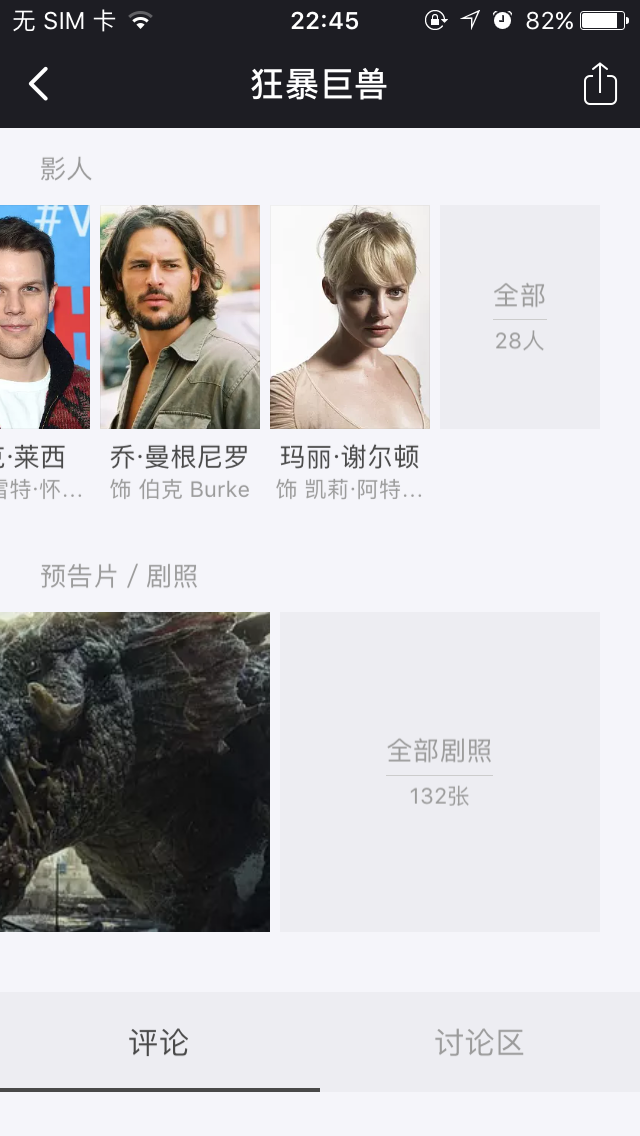 无 SIM 卡 22:45 82%
狂暴巨兽
影人
#V
H
·莱西
乔·曼根尼罗
玛丽·谢尔顿
雷特·怀...
饰 伯克 Burke
饰 凯莉·阿特...
全部
28人
预告片 / 剧照
全部剧照
132张
评论
讨论区